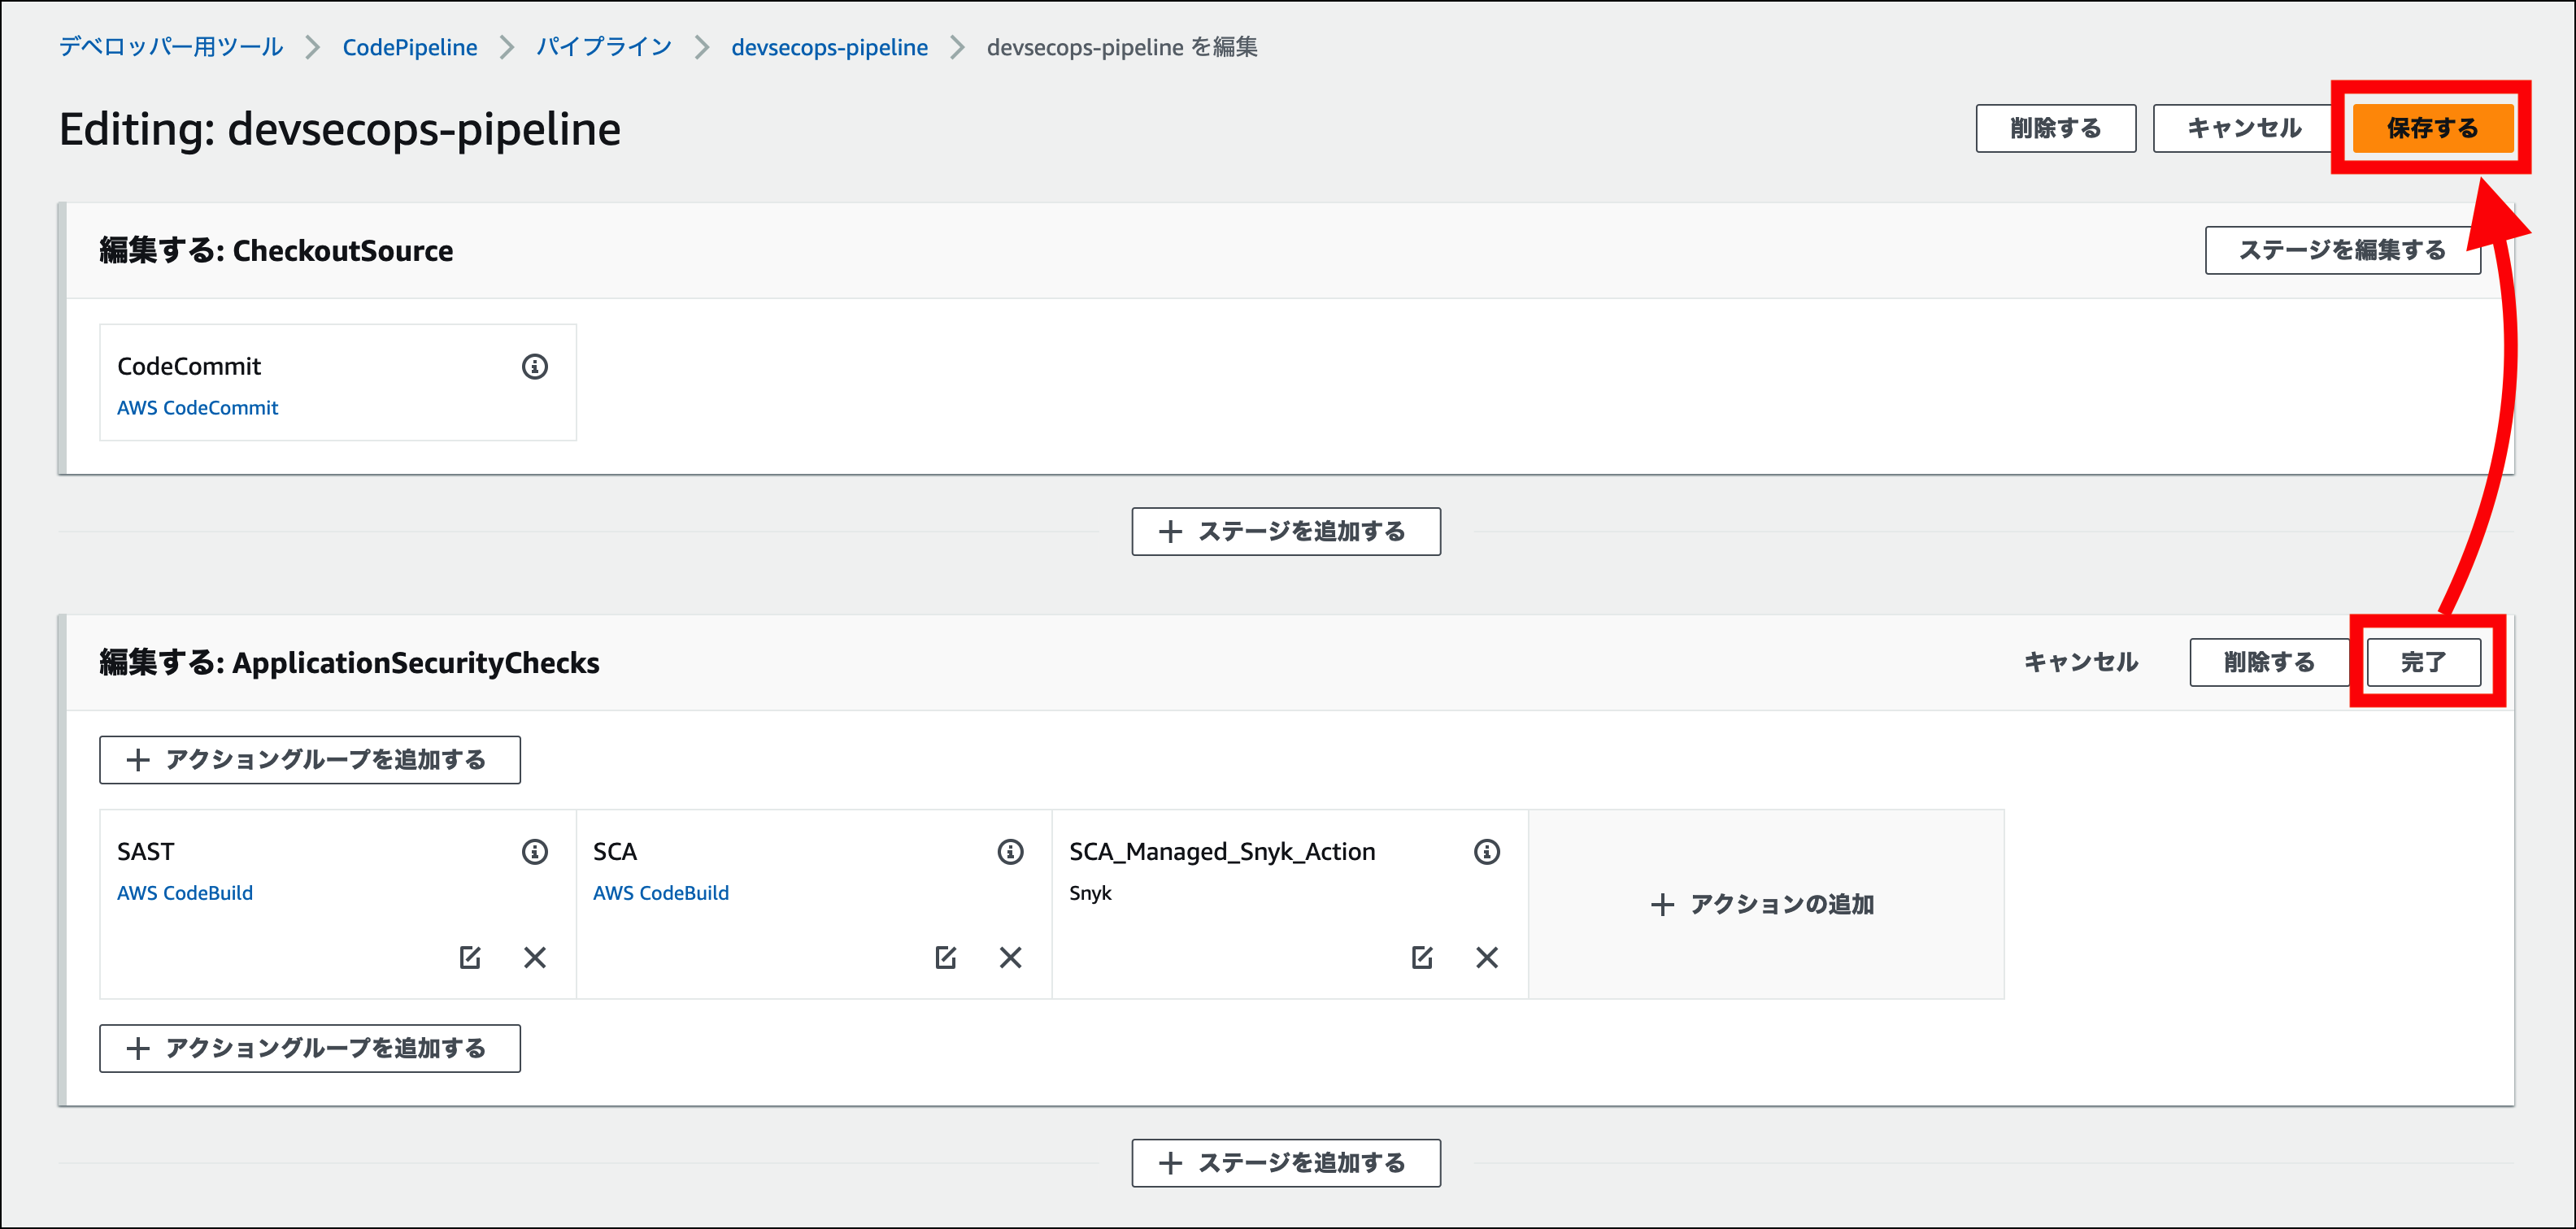 デベロッパー用ツール > CodePipeline > パイプライン > devsecops-pipeline > devsecops-pipeline を編集
Editing: devsecops-pipeline
削除する キャンセル 保存する
編集する: CheckoutSource
ステージを編集する
CodeCommit
AWS CodeCommit
+ ステージを追加する
編集する: ApplicationSecurityChecks
キャンセル 削除する 完了
+ アクショングループを追加する
SAST
AWS CodeBuild
SCA
AWS CodeBuild
SCA_Managed_Snyk_Action
Snyk
+ アクションの追加
+ アクショングループを追加する
+ ステージを追加する